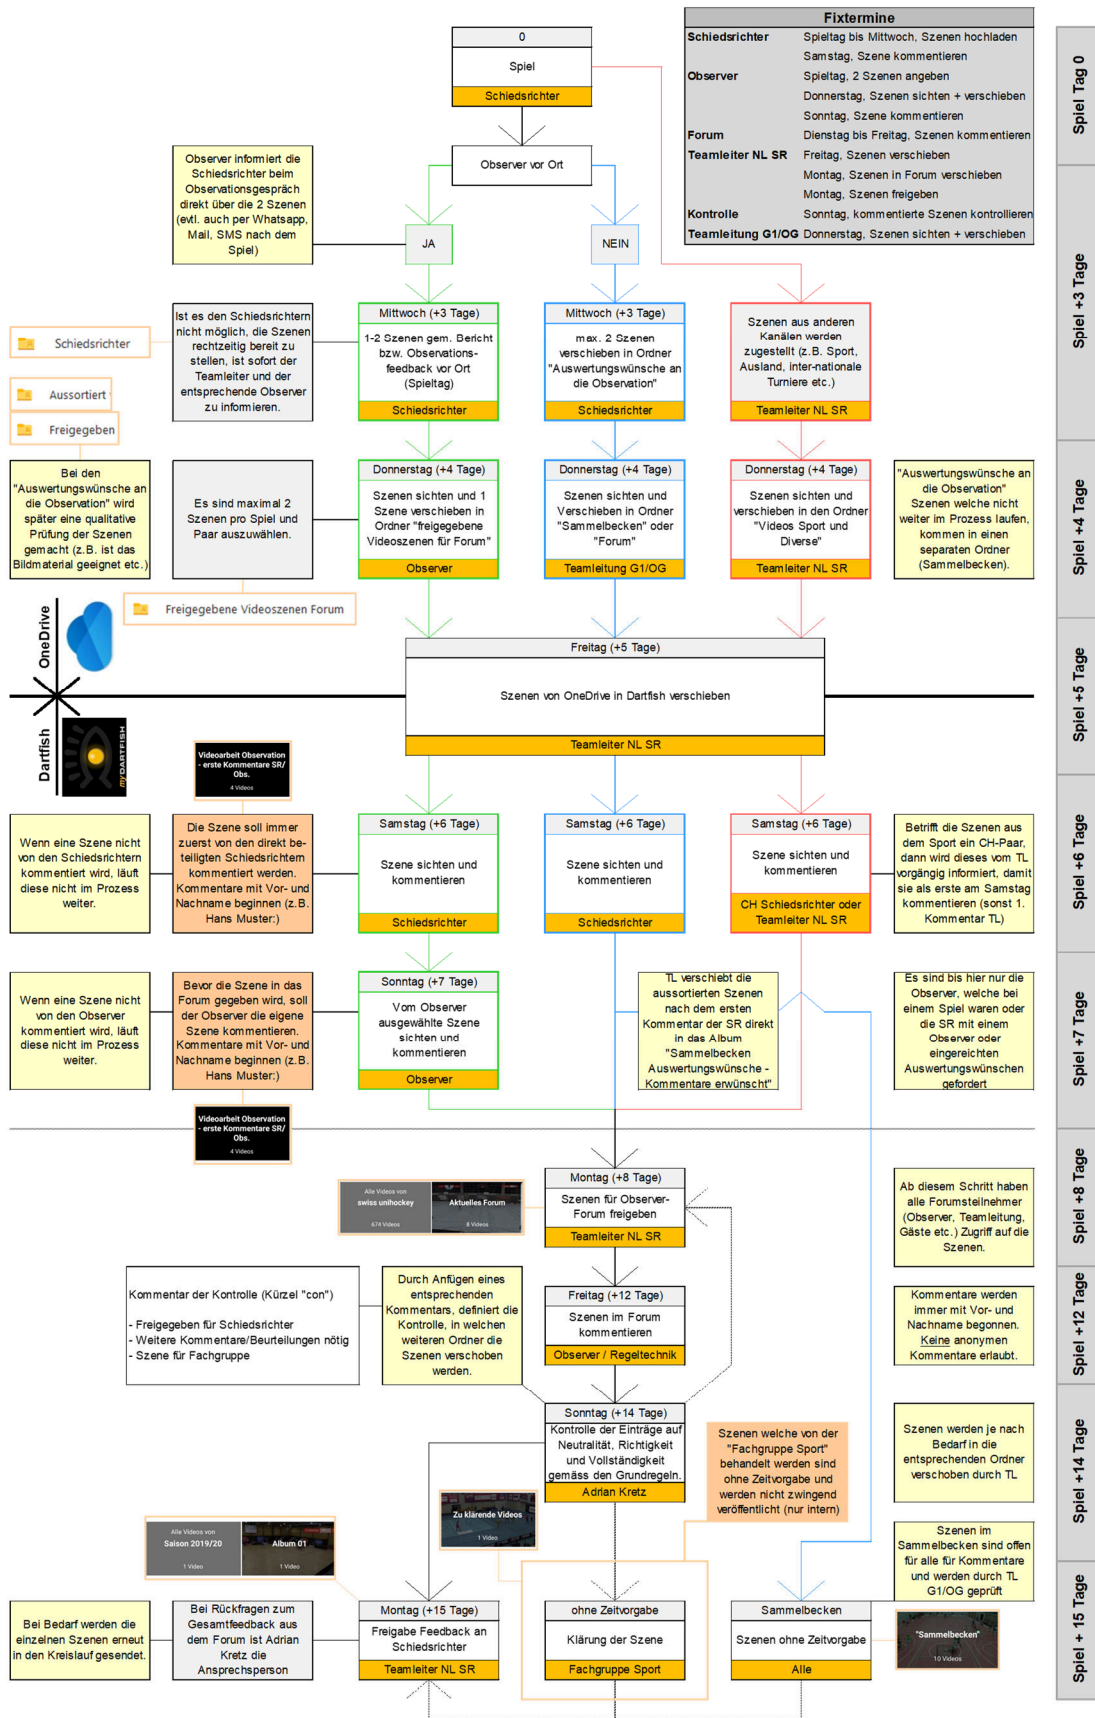 Fixtermine
Schiedsrichter Spieltag bis Mittwoch, Szenen hochladen
Samstag, Szene kommentieren
Observer Spieltag, 2 Szenen angeben
Donnerstag, Szenen sichten + verschieben
Sonntag, Szene kommentieren
Forum Dienstag bis Freitag, Szenen kommentieren
Teamleiter NL SR Freitag, Szenen verschieben
Montag, Szenen in Forum verschieben
Montag, Szenen freigeben
Kontrolle Sonntag, kommentierte Szenen kontrollieren
Teamleitung G1/OG Donnerstag, Szenen sichten + verschieben
Spiel Tag 0
0
Spiel
Schiedsrichter
Observer vor Ort
Observer informiert die
Schiedsrichter beim
Observationsgespräch
direkt über die 2 Szenen
(evtl. auch per Whatsapp,
Mail, SMS nach dem
Spiel)
JA
NEIN
Spiel +3 Tage
Schiedsrichter
Aussortiert
Freigegeben
Ist es den Schiedsrichtern
nicht möglich, die Szenen
rechtzeitig bereit zu
stellen, ist sofort der
Teamleiter und der
entsprechende Observer
zu informieren.
Mittwoch (+3 Tage)
1-2 Szenen gem. Bericht
bzw. Observations-
feedback vor Ort
(Spieltag)
Schiedsrichter
Mittwoch (+3 Tage)
max. 2 Szenen
verschieben in Ordner
"Auswertungswünsche an
die Observation"
Schiedsrichter
Szenen aus anderen
Kanälen werden
zugestellt (z.B. Sport,
Ausland, inter-nationale
Turniere etc.)
Teamleiter NL SR
Spiel +4 Tage
Bei den
"Auswertungswünsche an
die Observation" wird
später eine qualitative
Prüfung der Szenen
gemacht (z.B. ist das
Bildmaterial geeignet etc.)
Es sind maximal 2
Szenen pro Spiel und
Paar auszuwählen.
Donnerstag (+4 Tage)
Szenen sichten und 1
Szene verschieben in
Ordner "freigegebene
Videoszenen für Forum"
Observer
Donnerstag (+4 Tage)
Szenen sichten und
Verschieben in Ordner
"Sammelbecken" oder
"Forum"
Teamleitung G1/OG
Donnerstag (+4 Tage)
Szenen sichten und
verschieben in den Ordner
"Videos Sport und
Diverse"
Teamleiter NL SR
"Auswertungswünsche an
die Observation"
Szenen welche nicht
weiter im Prozess laufen,
kommen in einen
separaten Ordner
(Sammelbecken).
Freigegebene Videoszenen Forum
OneDrive
Dartfish
myDARTFISH
Spiel +5 Tage
Freitag (+5 Tage)
Szenen von OneDrive in Dartfish verschieben
Teamleiter NL SR
Videoarbeit Observation
- erste Kommentare SR/
Obs.
4 Videos
Spiel +6 Tage
Wenn eine Szene nicht
von den Schiedsrichtern
kommentiert wird, läuft
diese nicht im Prozess
weiter.
Die Szene soll immer
zuerst von den direkt be-
teiligten Schiedsrichtern
kommentiert werden.
Kommentare mit Vor- und
Nachname beginnen (z.B.
Hans Muster:)
Samstag (+6 Tage)
Szene sichten und
kommentieren
Schiedsrichter
Samstag (+6 Tage)
Szene sichten und
kommentieren
Schiedsrichter
Samstag (+6 Tage)
Szene sichten und
kommentieren
CH Schiedsrichter oder
Teamleiter NL SR
Betrifft die Szenen aus
dem Sport ein CH-Paar,
dann wird dieses vom TL
vorgängig informiert, damit
sie als erste am Samstag
kommentieren (sonst 1.
Kommentar TL)
Spiel +7 Tage
Wenn eine Szene nicht
von den Observer
kommentiert wird, läuft
diese nicht im Prozess
weiter.
Bevor die Szene in das
Forum gegeben wird, soll
der Observer die eigene
Szene kommentieren.
Kommentare mit Vor- und
Nachname beginnen (z.B.
Hans Muster:)
Sonntag (+7 Tage)
Vom Observer
ausgewählte Szene
sichten und
kommentieren
Observer
TL verschiebt die
aussortierten Szenen
nach dem ersten
Kommentar der SR direkt
in das Album
"Sammelbecken
Auswertungswünsche -
Kommentare erwünscht"
Es sind bis hier nur die
Observer, welche bei
einem Spiel waren oder
die SR mit einem
Observer oder
eingereichten
Auswertungswünschen
gefordert
Videoarbeit Observation
- erste Kommentare SR/
Obs.
4 Videos
Spiel +8 Tage
Alle Videos von
swiss unihockey
674 Videos
Aktuelles Forum
8 Videos
Montag (+8 Tage)
Szenen für Observer-
Forum freigeben
Teamleiter NL SR
Ab diesem Schritt haben
alle Forumsteilnehmer
(Observer, Teamleitung,
Gäste etc.) Zugriff auf die
Szenen.
Spiel +12 Tage
Kommentar der Kontrolle (Kürzel "con")
- Freigegeben für Schiedsrichter
- Weitere Kommentare/Beurteilungen nötig
- Szene für Fachgruppe
Durch Anfügen eines
entsprechenden
Kommentars, definiert die
Kontrolle, in welchen
weiteren Ordner die
Szenen verschoben
werden.
Freitag (+12 Tage)
Szenen im Forum
kommentieren
Observer / Regeltechnik
Kommentare werden
immer mit Vor- und
Nachname begonnen.
Keine anonymen
Kommentare erlaubt.
Spiel +14 Tage
Sonntag (+14 Tage)
Kontrolle der Einträge auf
Neutralität, Richtigkeit
und Vollständigkeit
gemäss den Grundregeln.
Adrian Kretz
Szenen welche von der
"Fachgruppe Sport"
behandelt werden sind
ohne Zeitvorgabe und
werden nicht zwingend
veröffentlicht (nur intern)
Szenen werden je nach
Bedarf in die
entsprechenden Ordner
verschoben durch TL
Zu klärende Videos
1 Video
Alle Videos von
Saison 2019/20
1 Video
Album 01
1 Video
Szenen im
Sammelbecken sind offen
für alle für Kommentare
und werden durch TL
G1/OG geprüft
Spiel + 15 Tage
Bei Bedarf werden die
einzelnen Szenen erneut
in den Kreislauf gesendet.
Bei Rückfragen zum
Gesamtfeedback aus
dem Forum ist Adrian
Kretz die
Ansprechsperson
Montag (+15 Tage)
Freigabe Feedback an
Schiedsrichter
Teamleiter NL SR
ohne Zeitvorgabe
Klärung der Szene
Fachgruppe Sport
Sammelbecken
Szenen ohne Zeitvorgabe
Alle
"Sammelbecken"
10 Videos